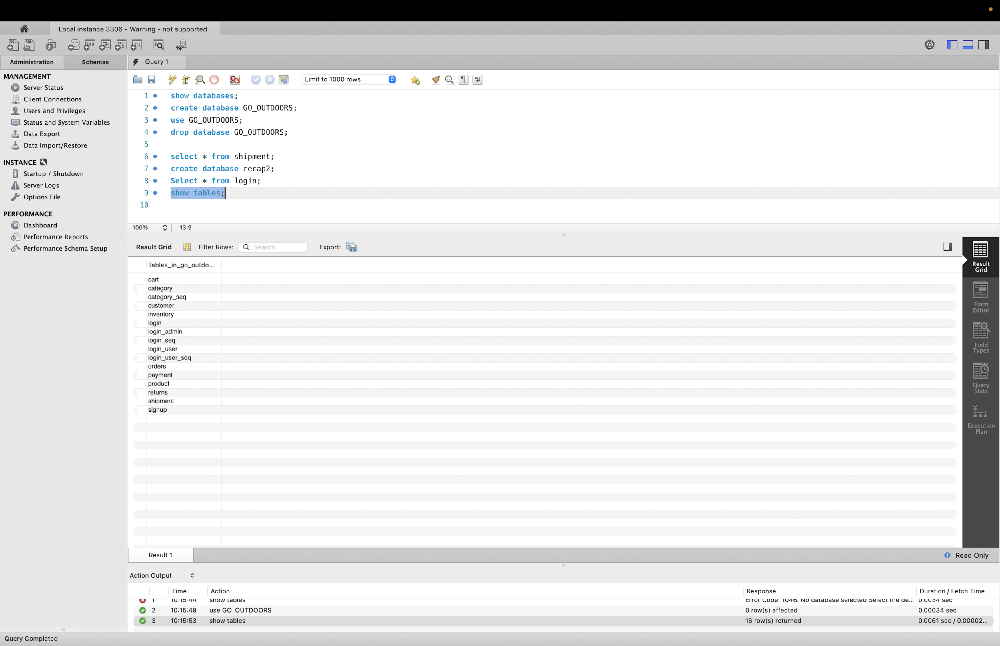 Local instance 3306 - Warning - not supported
Administration
Schemas
Query 1
MANAGEMENT
Server Status
Client Connections
Users and Privileges
Status and System Variables
Data Export
Data Import/Restore
INSTANCE
Startup / Shutdown
Server Logs
Options File
PERFORMANCE
Dashboard
Performance Reports
Performance Schema Setup
Limit to 1000 rows
1 show databases;
2 create database GO_OUTDOORS;
3 use GO_OUTDOORS;
4 drop database GO_OUTDOORS;
5
6 select * from shipment;
7 create database recap2;
8 Select * from login;
9 show tables;
10
100% 13:9
Result Grid Filter Rows: Search Export:
Tables_in_go_outdo...
cart
category
category_seq
customer
inventory
login
login_admin
login_seq
login_user
login_user_seq
orders
payment
product
returns
shipment
signup
Result
Grid
Form
Editor
Field
Types
Query
Stats
Execution
Plan
Result 1
Read Only
Action Output
Time Action Response Duration / Fetch Time
1 10:15:44 show tables Error Code: 1046. No database selected Select the de... 0.0034 sec
2 10:15:49 use GO_OUTDOORS 0 row(s) affected 0.00034 sec
3 10:15:53 show tables 16 row(s) returned 0.0061 sec / 0.00002...
Query Completed